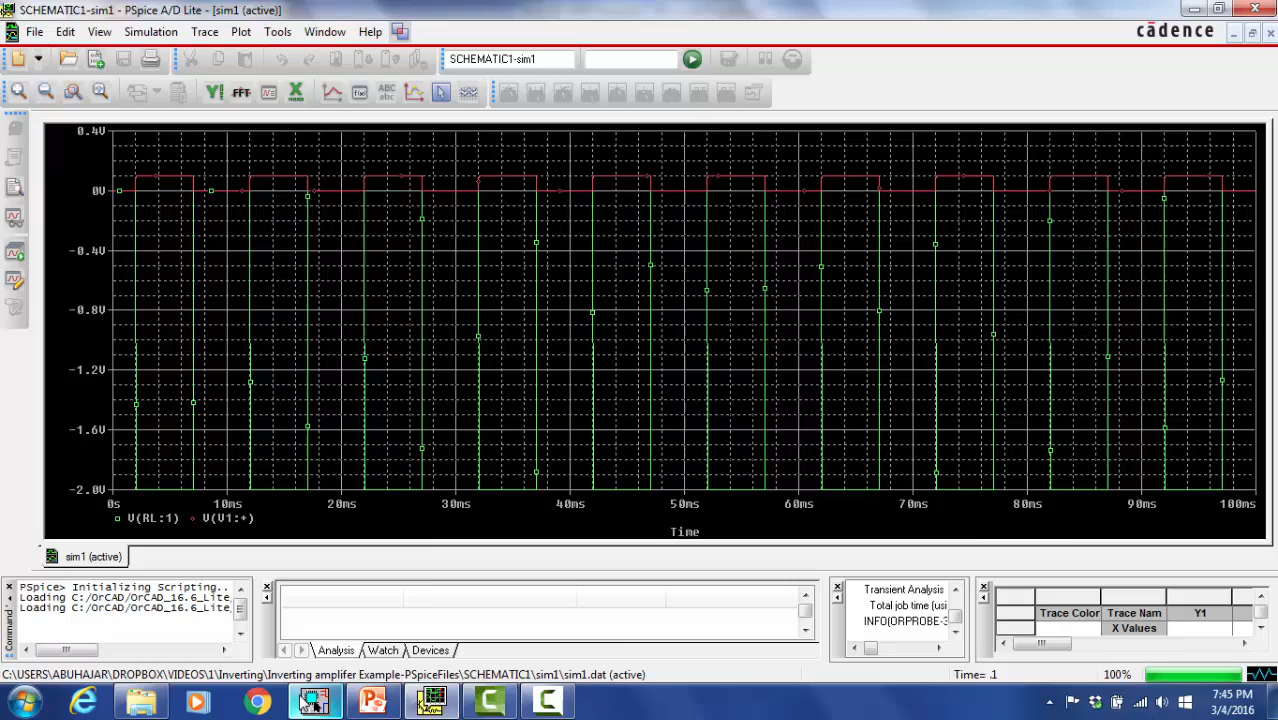 SCHEMATIC1-sim1 - PSpice A/D Lite - [sim1 (active)]
File Edit View Simulation Trace Plot Tools Window Help
cādence
SCHEMATIC1-sim1
Y! FFT
ABC
abc
0.4V
0V
-0.4V
-0.8V
-1.2V
-1.6V
-2.0V
0s 10ms 20ms 30ms 40ms 50ms 60ms 70ms 80ms 90ms 100ms
V(RL:1) V(V1:+)
Time
sim1 (active)
Command
PSpice> Initializing Scripting..
Loading C:/OrCAD/OrCAD_16.6_Lite
Loading C:/OrCAD/OrCAD_16.6_Lite
Analysis Watch Devices
Transient Analysis
Total job time (usi
INFO(ORPROBE-3
Trace Color Trace Nam Y1
X Values
C:\USERS\ABUHAJAR\DROPBOX\VIDEOS\1\Inverting\Inverting amplifer Example-PSpiceFiles\SCHEMATIC1\sim1\sim1.dat (active) Time= .1 100%
7:45 PM
3/4/2016